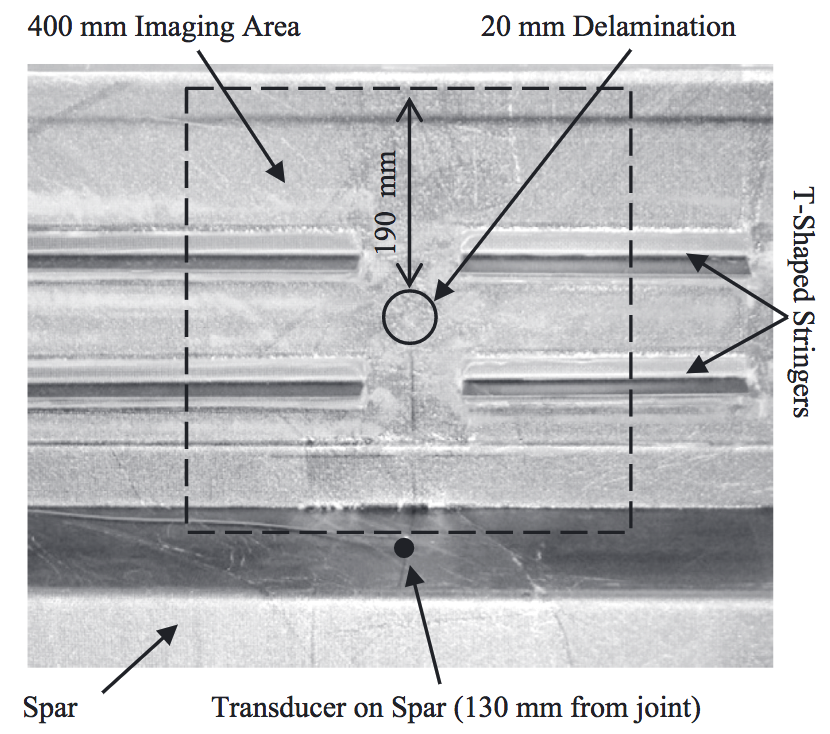 400 mm Imaging Area
20 mm Delamination
190 mm
T-Shaped Stringers
Spar
Transducer on Spar (130 mm from joint)